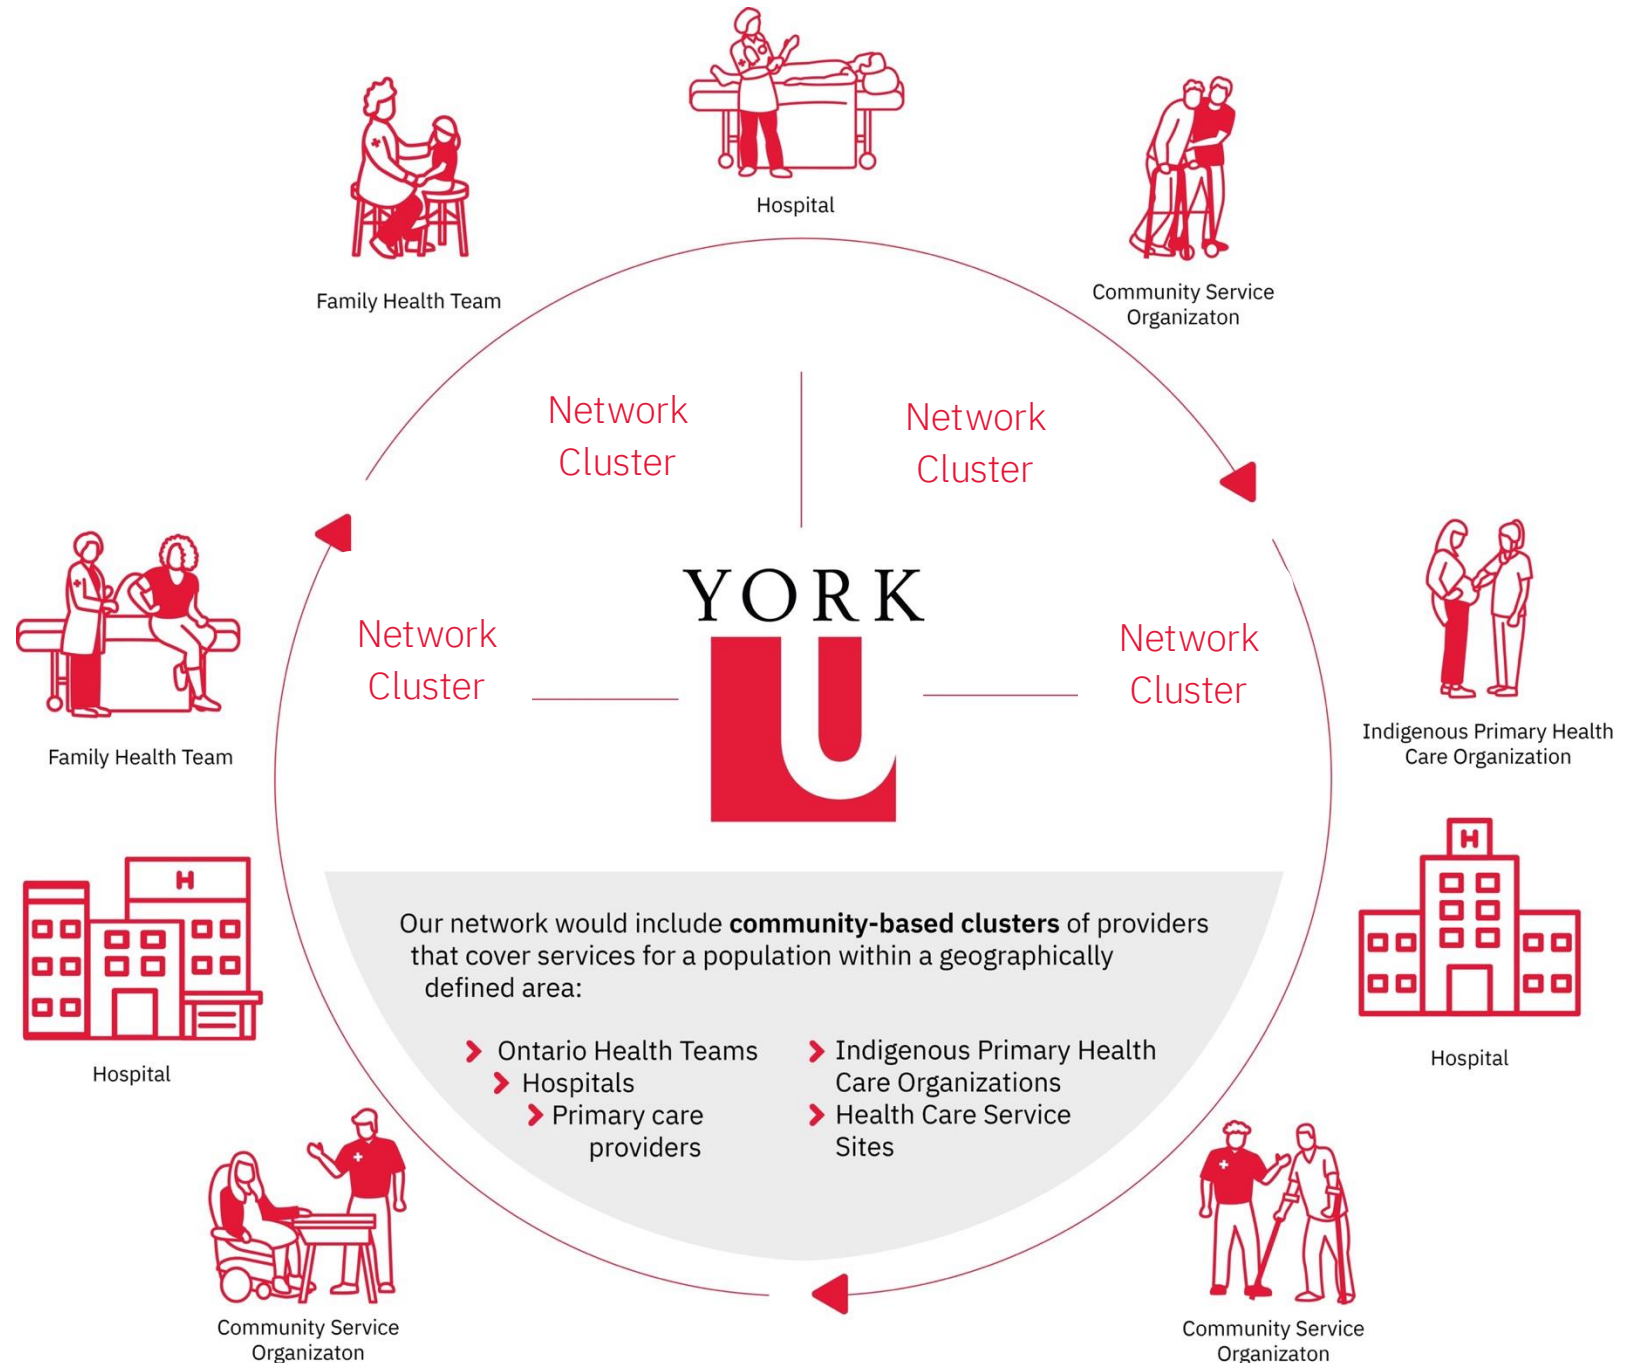 Hospital
Family Health Team
Community Service
Organizaton
Network
Cluster
Network
Cluster
YORK
U
Network
Cluster
Network
Cluster
Family Health Team
Indigenous Primary Health
Care Organization
H
H
Hospital
Hospital
Our network would include community-based clusters of providers
that cover services for a population within a geographically
defined area:
Ontario Health Teams
Hospitals
Primary care
providers
Indigenous Primary Health
Care Organizations
Health Care Service
Sites
Community Service
Organizaton
Community Service
Organizaton